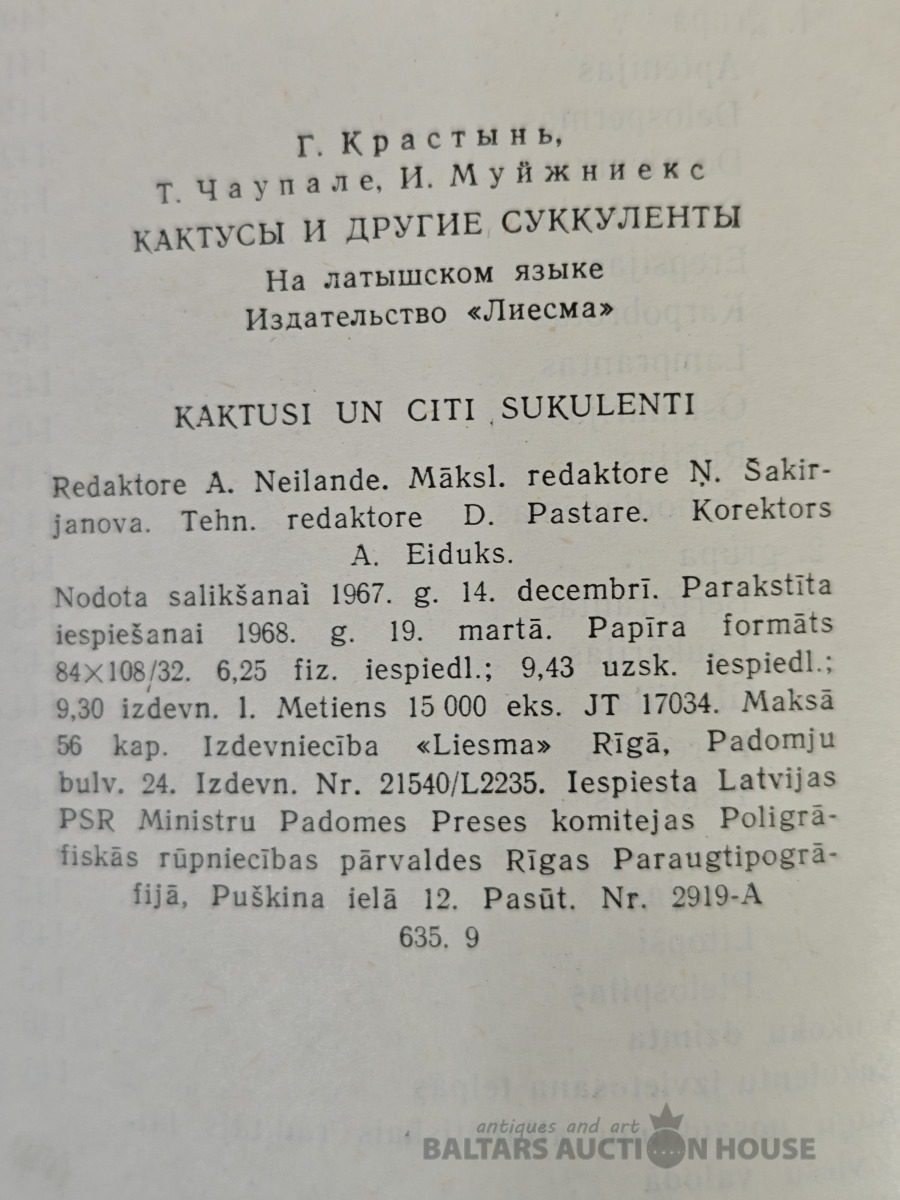 Г. Крастынь,
Т. Чаупале, И. Муйжниекс
КАКТУСЫ И ДРУГИЕ СУККУЛЕНТЫ
На латышском языке
Издательство «Лиесма»
KAKTUSI UN CITI SUKULENTI
Redaktore A. Neilande. Māksl. redaktore Ņ. Šakir-
janova. Tehn. redaktore D. Pastare. Korektors
A. Eiduks.
Nodota salikšanai 1967. g. 14. decembrī. Parakstīta
iespiešanai 1968. g. 19. martā. Papīra formāts
84×108/32. 6,25 fiz. iespiedl.; 9,43 uzsk. iespiedl.;
9,30 izdevn. l. Metiens 15 000 eks. JT 17034. Maksā
56 kap. Izdevniecība «Liesma» Rīgā, Padomju
bulv. 24. Izdevn. Nr. 21540/L2235. Iespiesta Latvijas
PSR Ministru Padomes Preses komitejas Poligrā-
fiskās rūpniecības pārvaldes Rīgas Paraugtipogrā-
fijā, Puškina ielā 12. Pasūt. Nr. 2919-A
635. 9
antiques and art
BALTARS AUCTION HOUSE